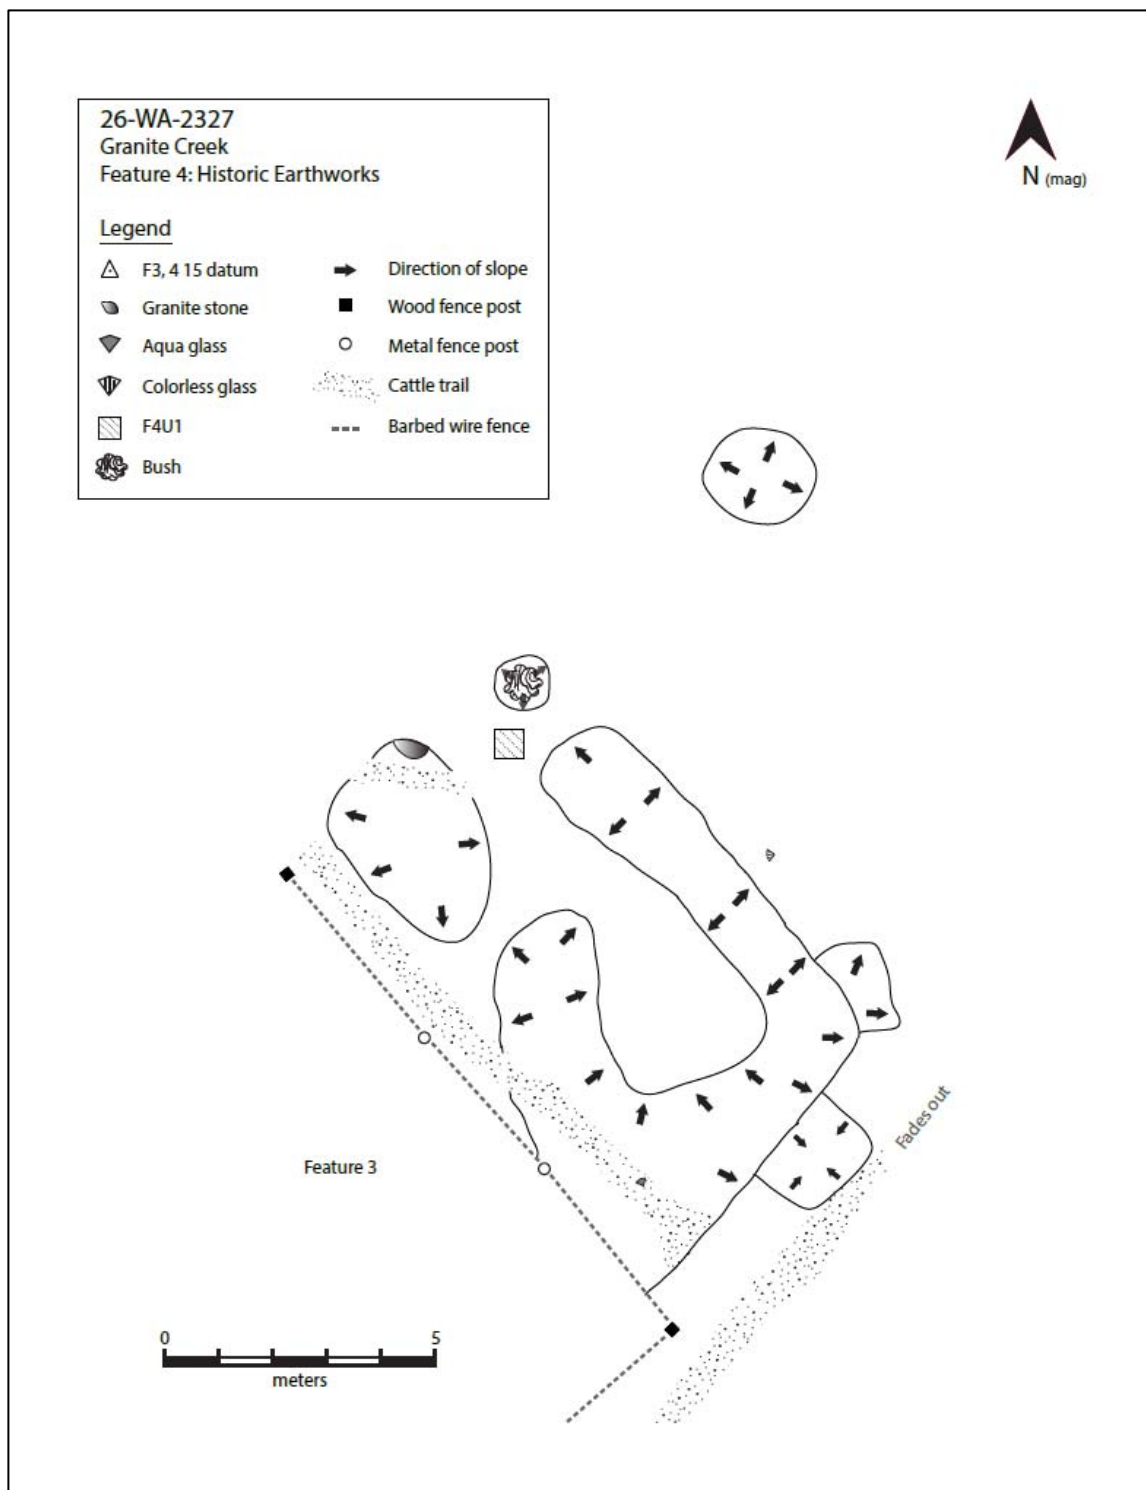 26-WA-2327
Granite Creek
Feature 4: Historic Earthworks
Legend
F3, 4 15 datum
Granite stone
Aqua glass
Colorless glass
F4U1
Bush
Direction of slope
Wood fence post
Metal fence post
Cattle trail
Barbed wire fence
N (mag)
Fades out
Feature 3
0 5
meters